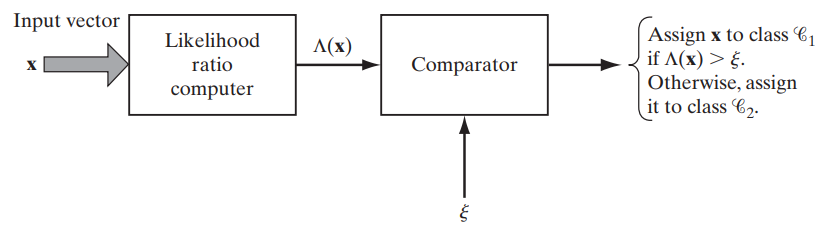 Input vector
x
Likelihood
ratio
computer
Λ(x)
Comparator
ξ
Assign x to class 𝒞₁
if Λ(x) > ξ.
Otherwise, assign
it to class 𝒞₂.